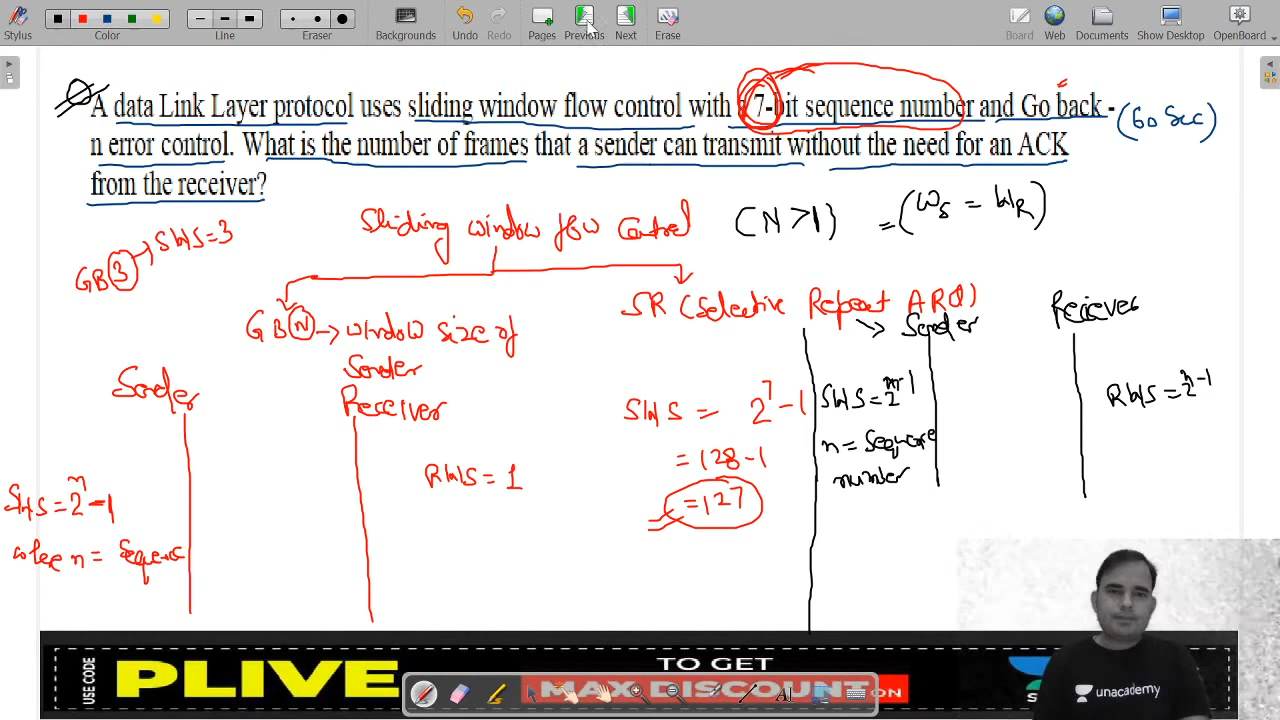 Stylus Color Line Eraser Backgrounds Undo Redo Pages Previous Next Erase Board Web Documents Show Desktop OpenBoard
A data Link Layer protocol uses sliding window flow control with a 7-bit sequence number and Go back -
n error control. What is the number of frames that a sender can transmit without the need for an ACK
from the receiver?
(60 Sec)
Sliding window flow Control (N >1) = (Ws = WR)
GB 3 → SWS=3
GB N → window size of
Sender
SR (Selective Repeat ARQ)
→ Sender
Reciever
Sender
Receiver
SWS = 2^7 - 1
= 128 - 1
= 127
SWS = 2^n-1
n = Sequence
number
RWS = 2^n-1
RWS = 1
SWS = 2^n - 1
where n = Sequence
USE CODE
PLIVE
TO GET
MAX DISCOUNT
ON
unacademy